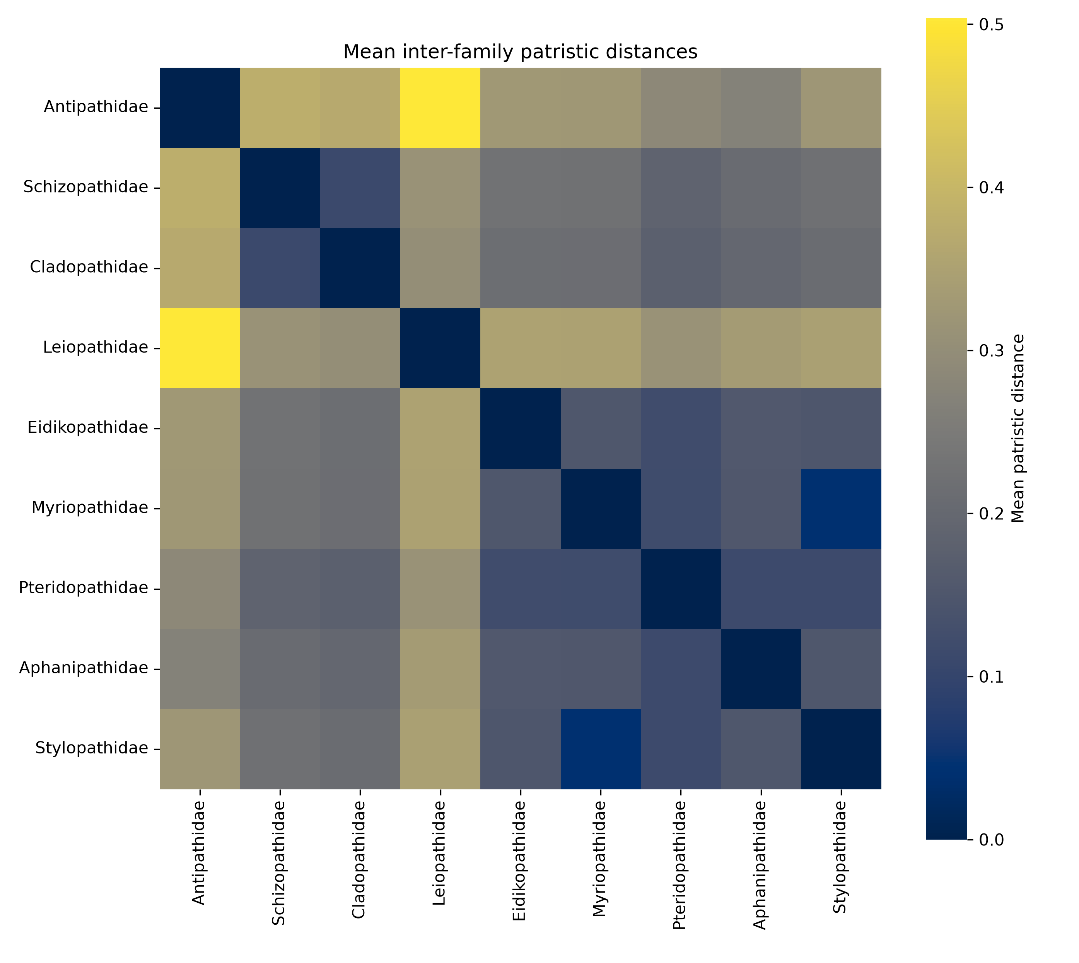 Mean inter-family patristic distances
Antipathidae
Schizopathidae
Cladopathidae
Leiopathidae
Eidikopathidae
Myriopathidae
Pteridopathidae
Aphanipathidae
Stylopathidae
Antipathidae
Schizopathidae
Cladopathidae
Leiopathidae
Eidikopathidae
Myriopathidae
Pteridopathidae
Aphanipathidae
Stylopathidae
0.5
0.4
0.3
0.2
0.1
0.0
Mean patristic distance